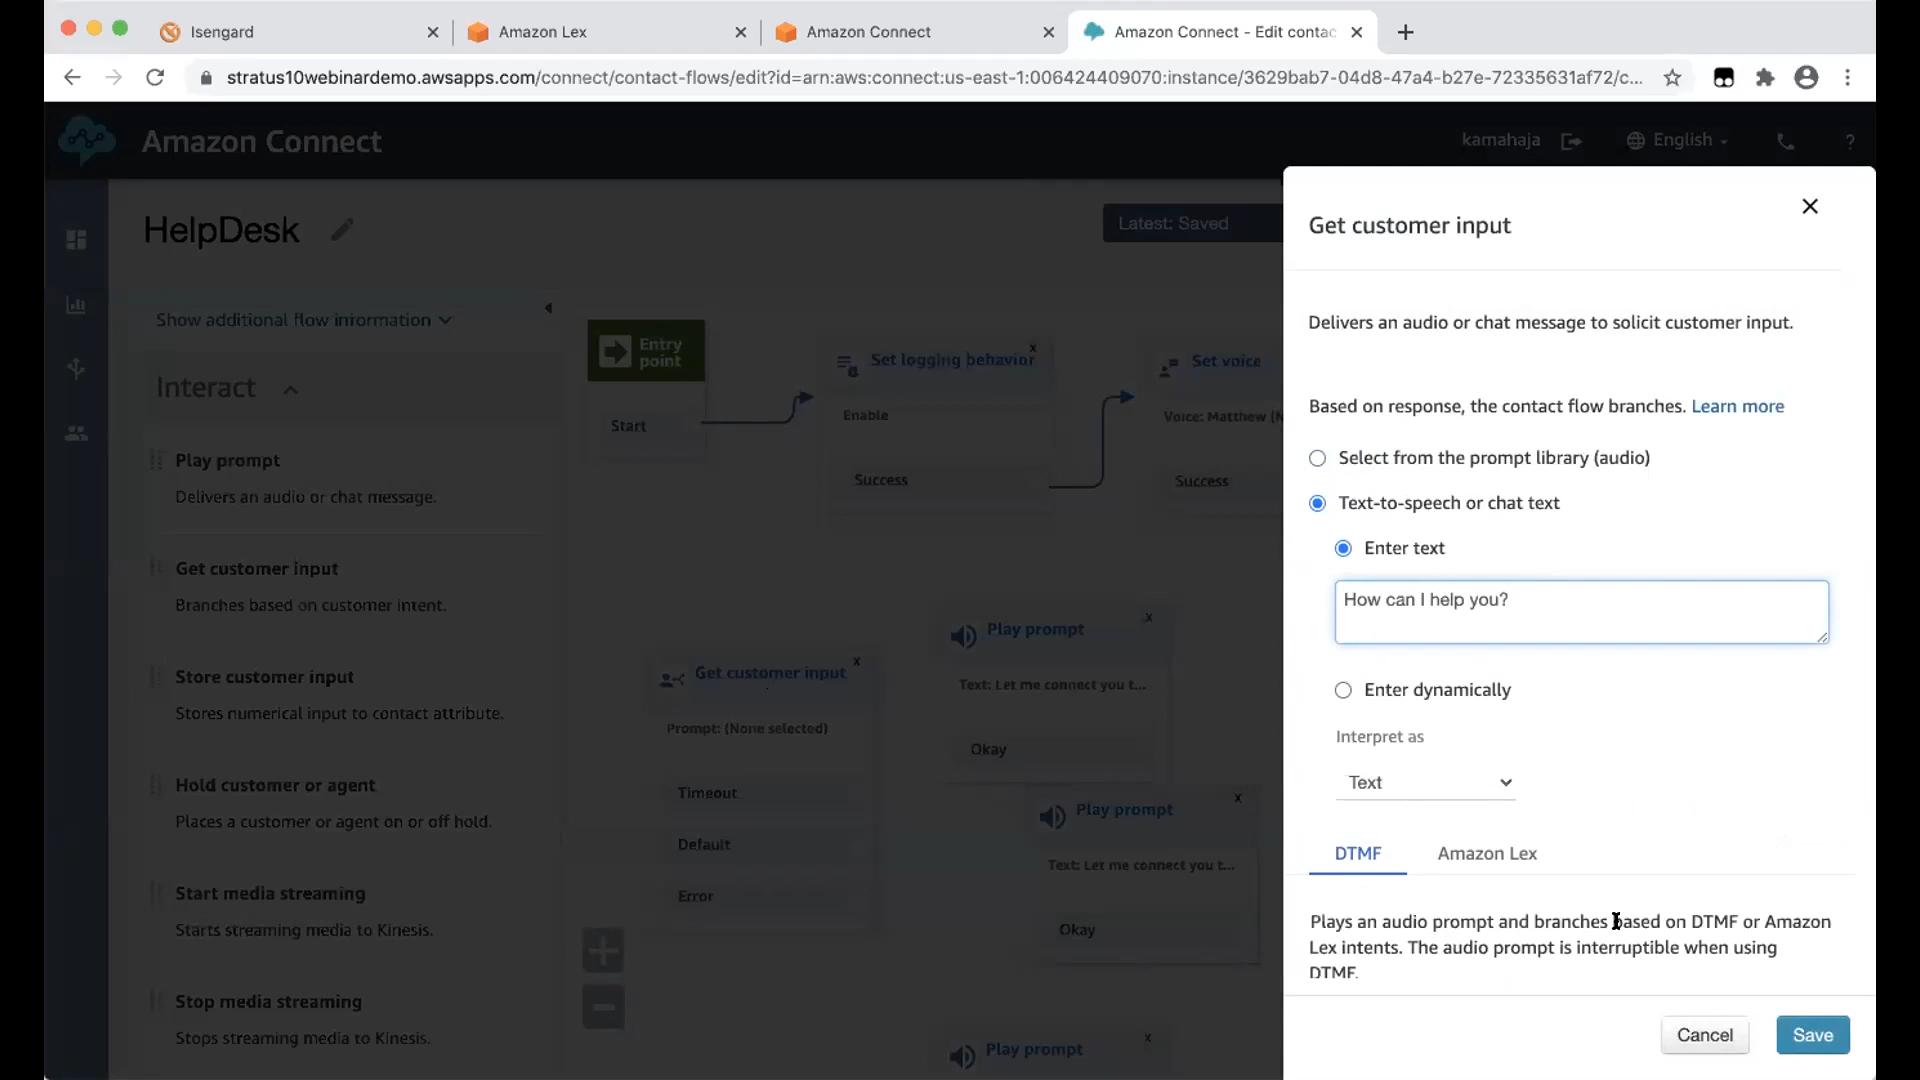 Isengard
Amazon Lex
Amazon Connect
Amazon Connect - Edit contac
stratus10webinardemo.awsapps.com/connect/contact-flows/edit?id=arn:aws:connect:us-east-1:006424409070:instance/3629bab7-04d8-47a4-b27e-72335631af72/c...
Amazon Connect
kamahaja
English
?
HelpDesk
Latest: Saved
Show additional flow information
Interact
Play prompt
Delivers an audio or chat message.
Get customer input
Branches based on customer intent.
Store customer input
Stores numerical input to contact attribute.
Hold customer or agent
Places a customer or agent on or off hold.
Start media streaming
Starts streaming media to Kinesis.
Stop media streaming
Stops streaming media to Kinesis.
Entry
point
Start
Set logging behavior
x
Enable
Success
Set voice
Voice: Matthew (N
Success
Get customer input
x
Prompt: (None selected)
Timeout
Default
Error
Play prompt
x
Text: Let me connect you t...
Okay
Play prompt
x
Text: Let me connect you t...
Okay
Play prompt
x
Get customer input
Delivers an audio or chat message to solicit customer input.
Based on response, the contact flow branches. Learn more
Select from the prompt library (audio)
Text-to-speech or chat text
Enter text
How can I help you?
Enter dynamically
Interpret as
Text
DTMF
Amazon Lex
Plays an audio prompt and branches based on DTMF or Amazon
Lex intents. The audio prompt is interruptible when using
DTMF.
Cancel
Save